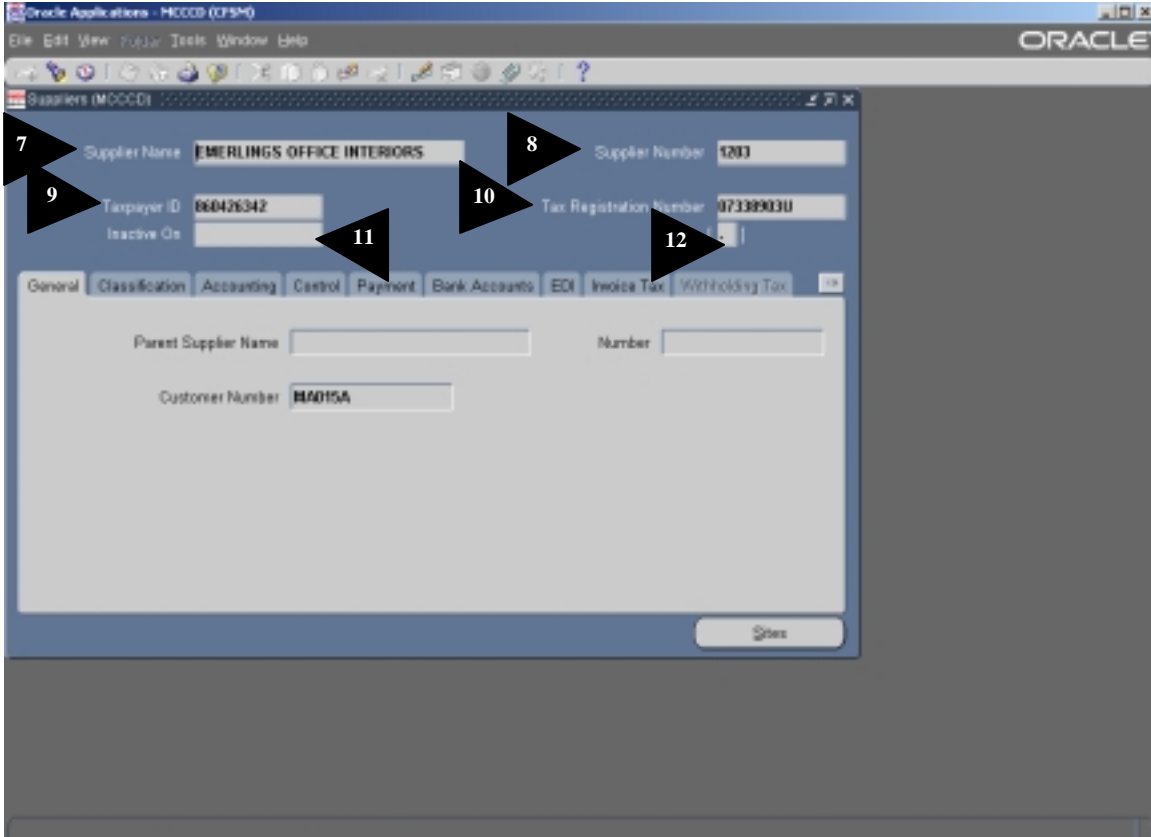 Oracle Applications - MCCCD (CFSM)
File Edit View Folder Tools Window Help
ORACLE
Suppliers (MCCCD)
7 Supplier Name EMERLINGS OFFICE INTERIORS 8 Supplier Number 1203
9 Taxpayer ID 860426342 10 Tax Registration Number 07338903U
Inactive On 11 12 [ . ]
General Classification Accounting Control Payment Bank Accounts EDI Invoice Tax Withholding Tax
Parent Supplier Name Number
Customer Number MA015A
Sites